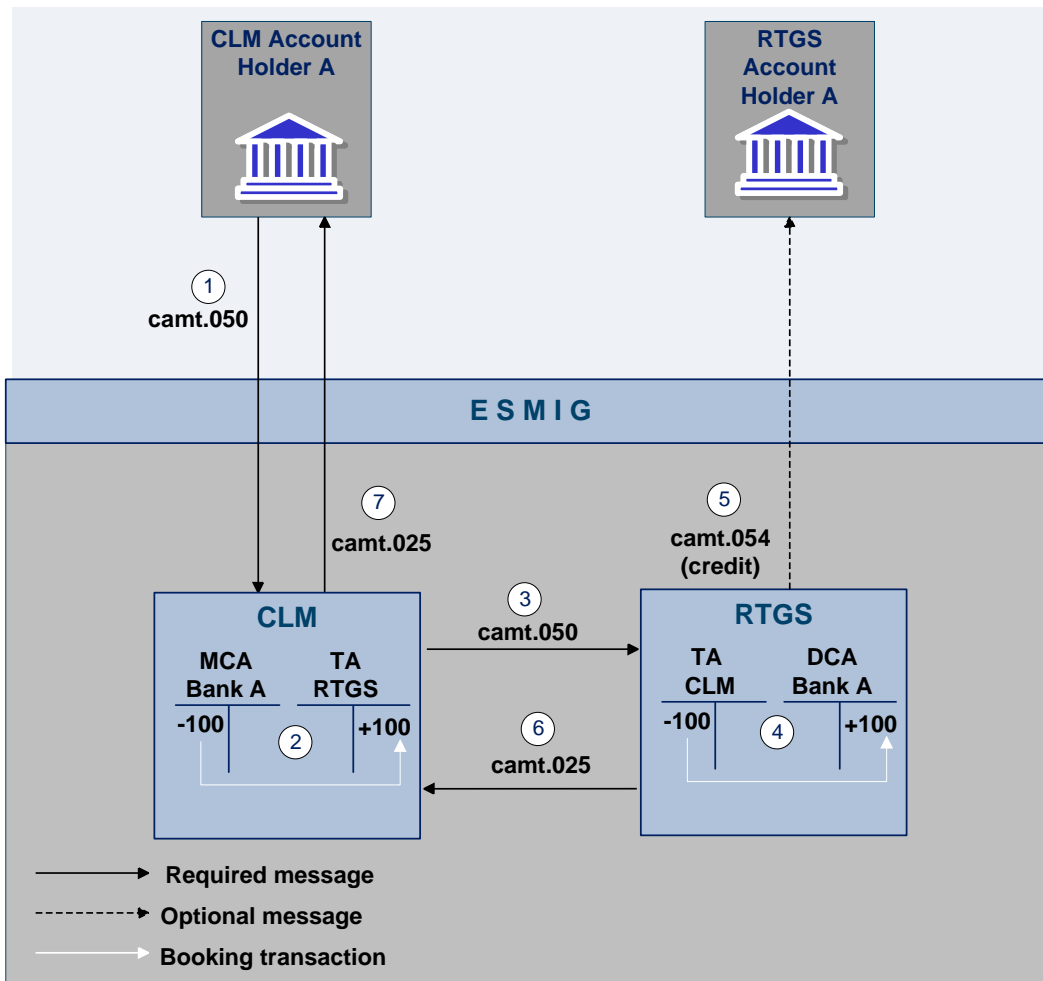 CLM Account
Holder A
RTGS
Account
Holder A
1
camt.050
E S M I G
7
camt.025
5
camt.054
(credit)
CLM
MCA
Bank A
TA
RTGS
-100
2
+100
3
camt.050
6
camt.025
RTGS
TA
CLM
DCA
Bank A
-100
4
+100
Required message
Optional message
Booking transaction